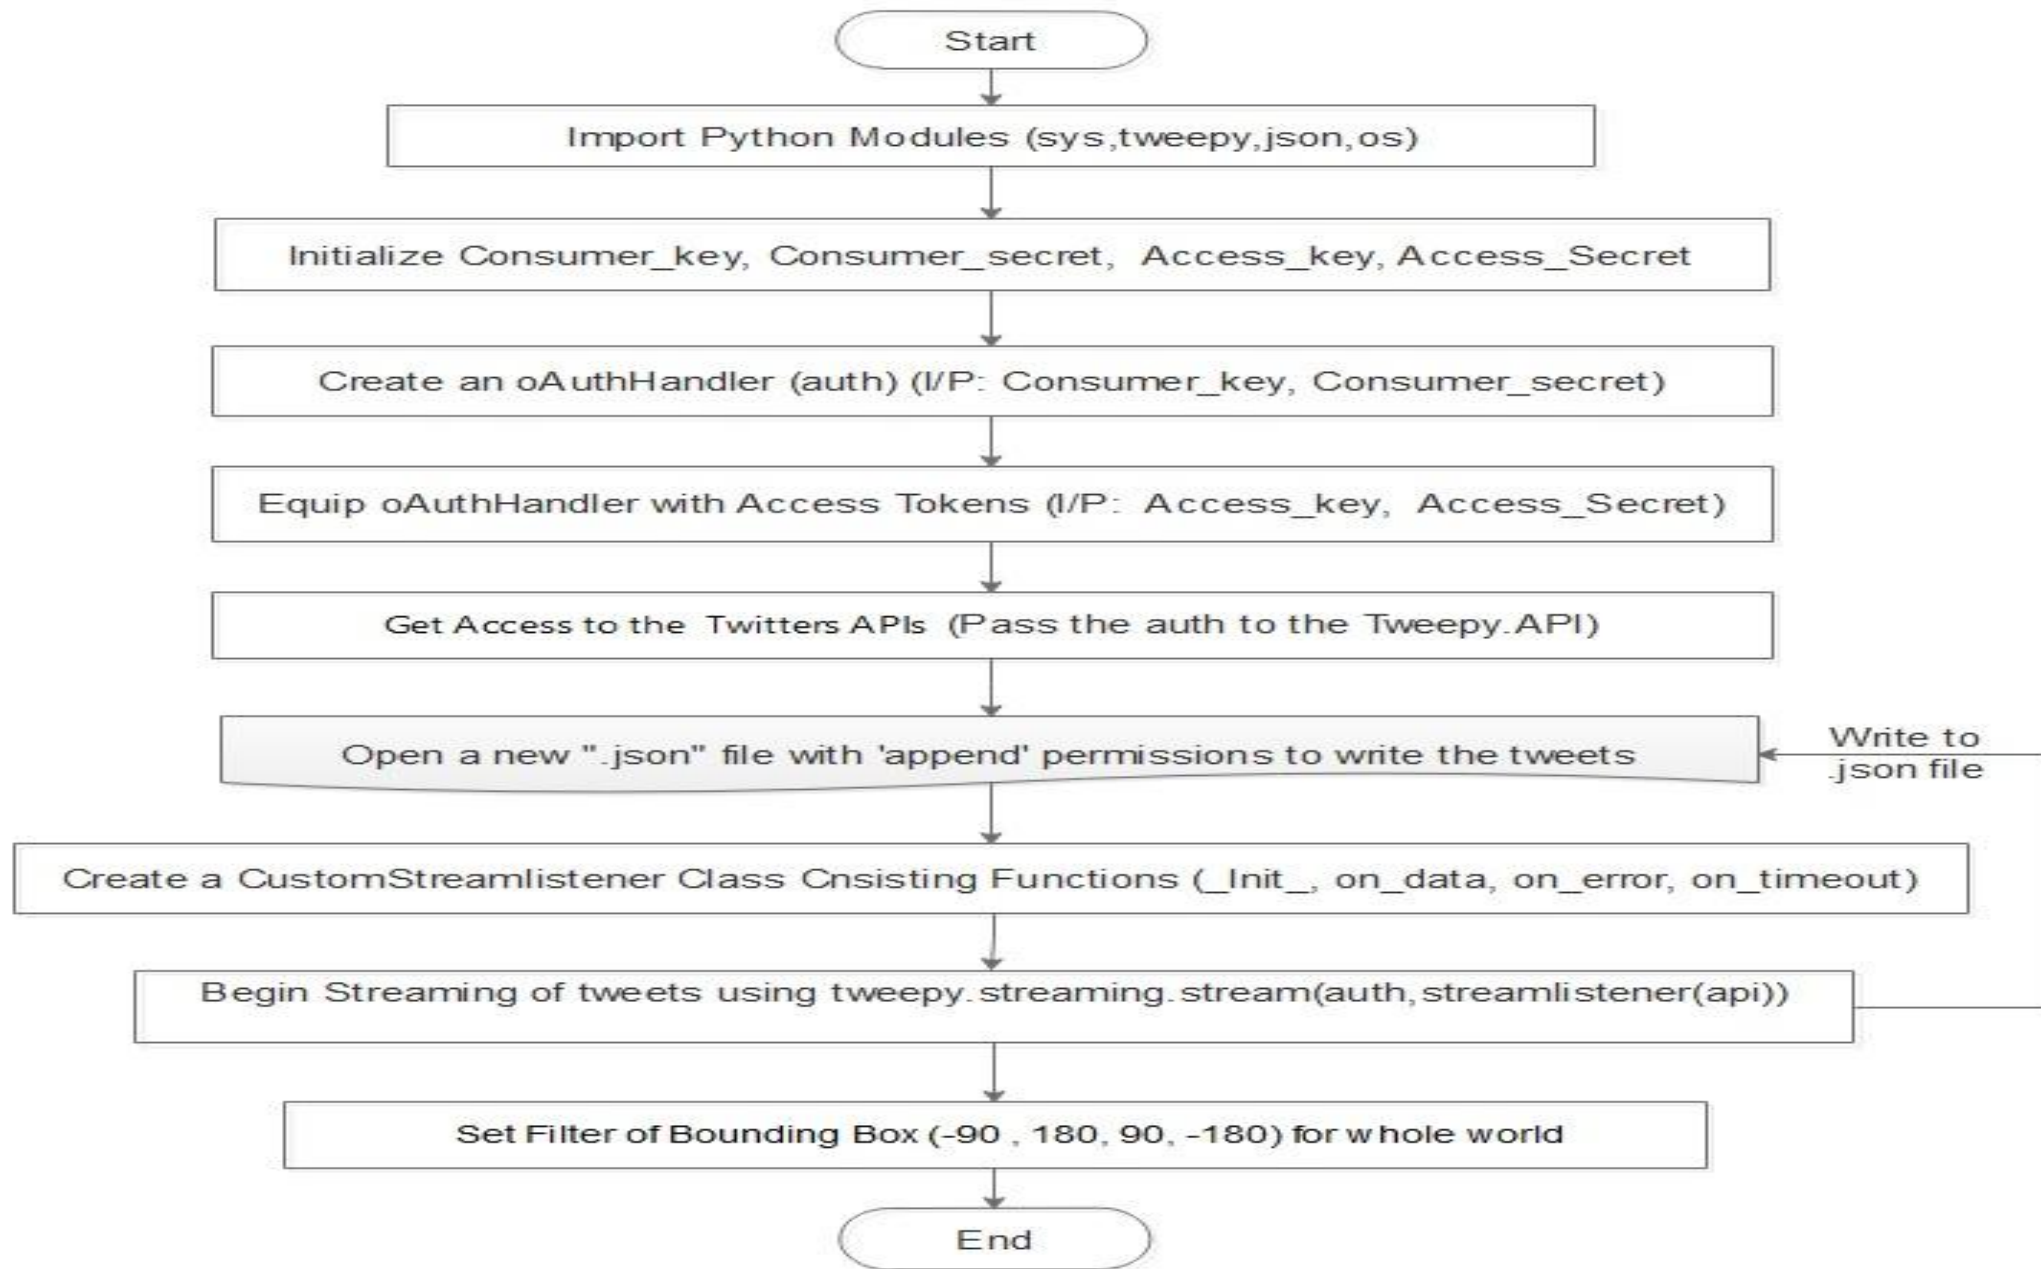 Start
Import Python Modules (sys,tweepy,json,os)
Initialize Consumer_key, Consumer_secret, Access_key, Access_Secret
Create an oAuthHandler (auth) (I/P: Consumer_key, Consumer_secret)
Equip oAuthHandler with Access Tokens (I/P: Access_key, Access_Secret)
Get Access to the Twitters APIs (Pass the auth to the Tweepy.API)
Open a new ".json" file with 'append' permissions to write the tweets
Write to
.json file
Create a CustomStreamlistener Class Cnsisting Functions (_Init_, on_data, on_error, on_timeout)
Begin Streaming of tweets using tweepy.streaming.stream(auth,streamlistener(api))
Set Filter of Bounding Box (-90 , 180, 90, -180) for whole world
End